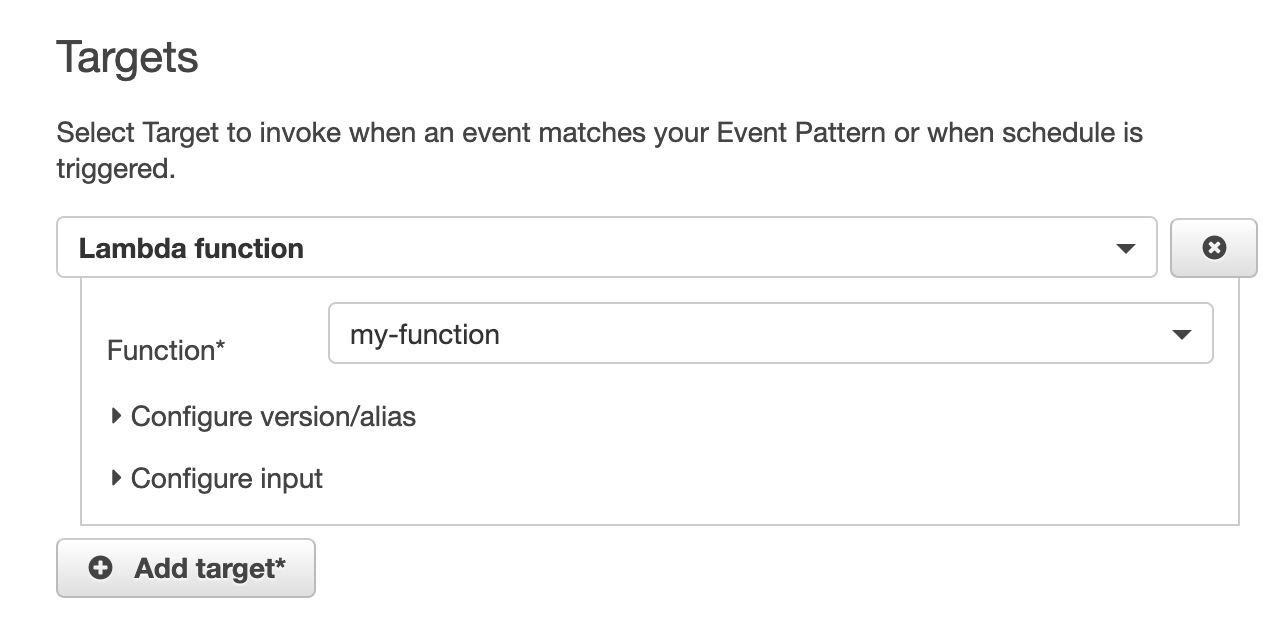 Targets
Select Target to invoke when an event matches your Event Pattern or when schedule is
triggered.
Lambda function
Function*
my-function
Configure version/alias
Configure input
Add target*